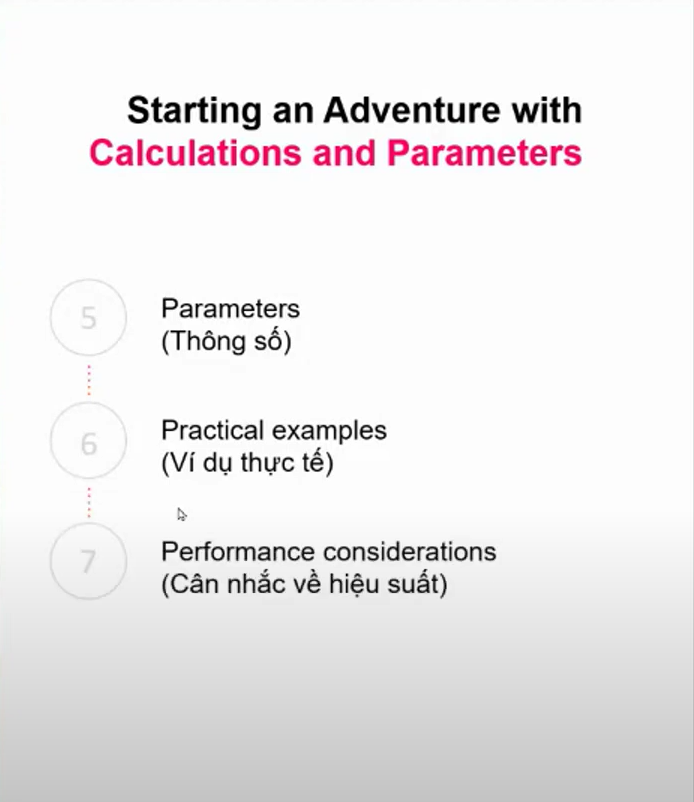 Starting an Adventure with
Calculations and Parameters
5
Parameters
(Thông số)
6
Practical examples
(Ví dụ thực tế)
7
Performance considerations
(Cân nhắc về hiệu suất)